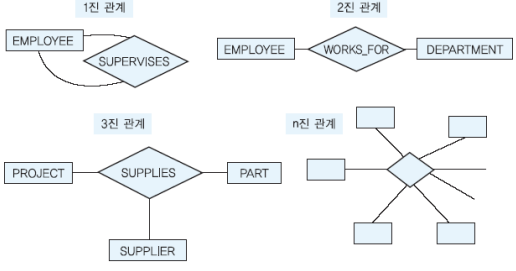 1진 관계
EMPLOYEE
SUPERVISES
2진 관계
EMPLOYEE
WORKS_FOR
DEPARTMENT
3진 관계
PROJECT
SUPPLIES
PART
SUPPLIER
n진 관계